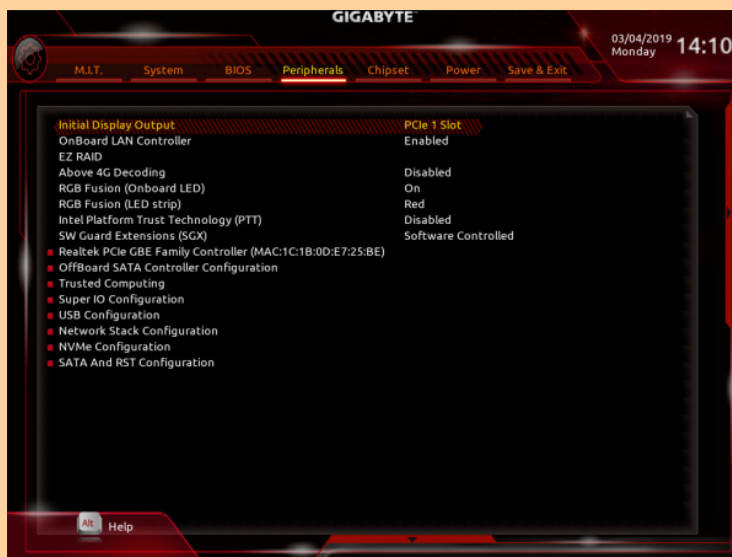 GIGABYTE
03/04/2019
Monday
14:10
M.I.T. System BIOS Peripherals Chipset Power Save & Exit
Initial Display Output PCIe 1 Slot
OnBoard LAN Controller Enabled
EZ RAID
Above 4G Decoding Disabled
RGB Fusion (Onboard LED) On
RGB Fusion (LED strip) Red
Intel Platform Trust Technology (PTT) Disabled
SW Guard Extensions (SGX) Software Controlled
Realtek PCIe GBE Family Controller (MAC:1C:1B:0D:E7:25:BE)
OffBoard SATA Controller Configuration
Trusted Computing
Super IO Configuration
USB Configuration
Network Stack Configuration
NVMe Configuration
SATA And RST Configuration
Alt Help